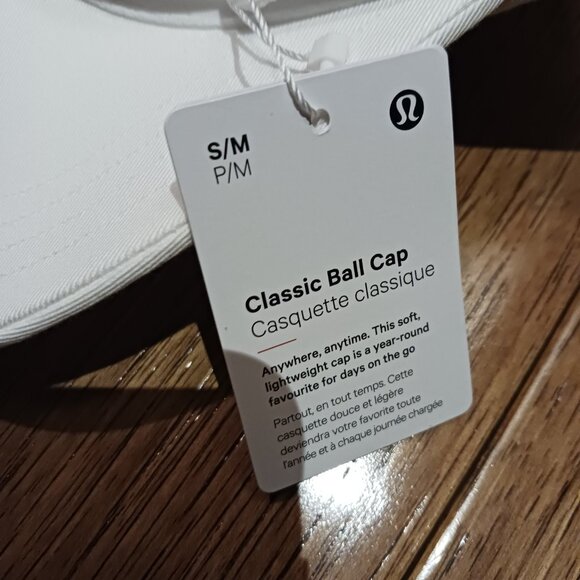 S/M
P/M
Classic Ball Cap
Casquette classique
Anywhere, anytime. This soft,
lightweight cap is a year-round
favourite for days on the go
Partout, en tout temps. Cette
casquette douce et légère
deviendra votre favorite toute
l'année et à chaque journée chargée